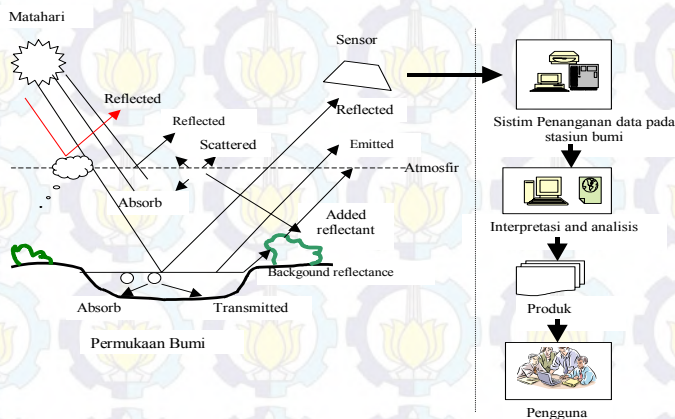 Matahari
Sensor
Reflected
Reflected
Reflected
Scattered
Emitted
Atmosfir
Absorb
Added
reflectant
Backgound reflectance
Absorb
Transmitted
Permukaan Bumi
Sistim Penanganan data pada
stasiun bumi
Interpretasi and analisis
Produk
Pengguna